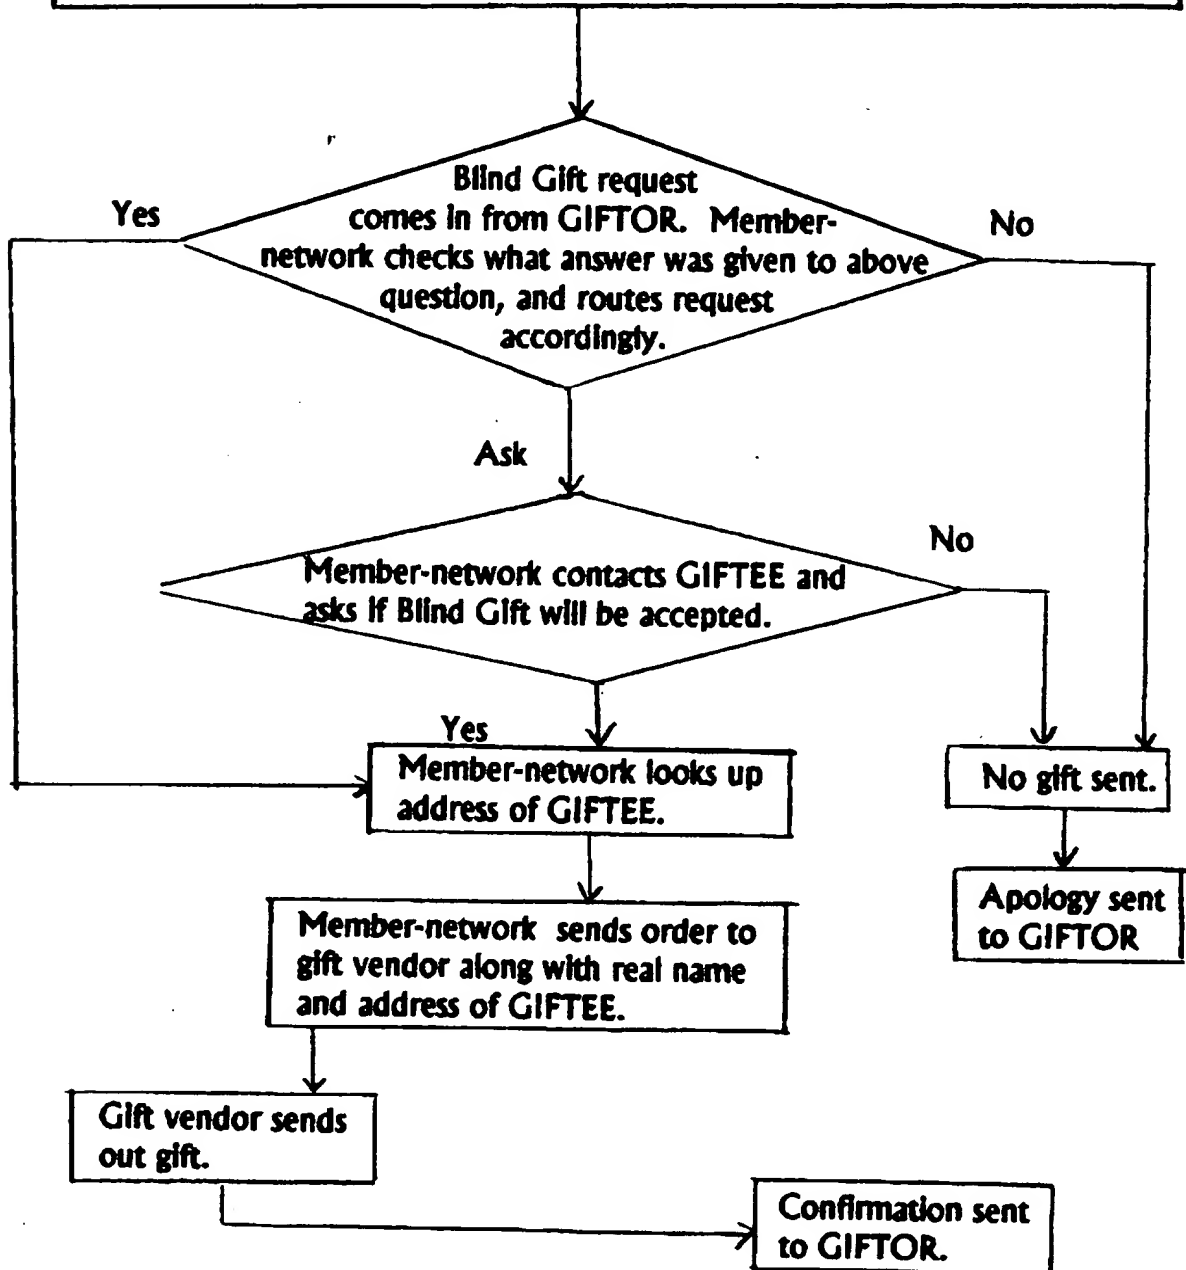 Blind Gift request
comes in from GIFTOR. Member-
network checks what answer was given to above
question, and routes request
accordingly.
Yes
No
Ask
Member-network contacts GIFTEE and
asks if Blind Gift will be accepted.
No
Yes
Member-network looks up
address of GIFTEE.
No gift sent.
Member-network sends order to
gift vendor along with real name
and address of GIFTEE.
Apology sent
to GIFTOR
Gift vendor sends
out gift.
Confirmation sent
to GIFTOR.